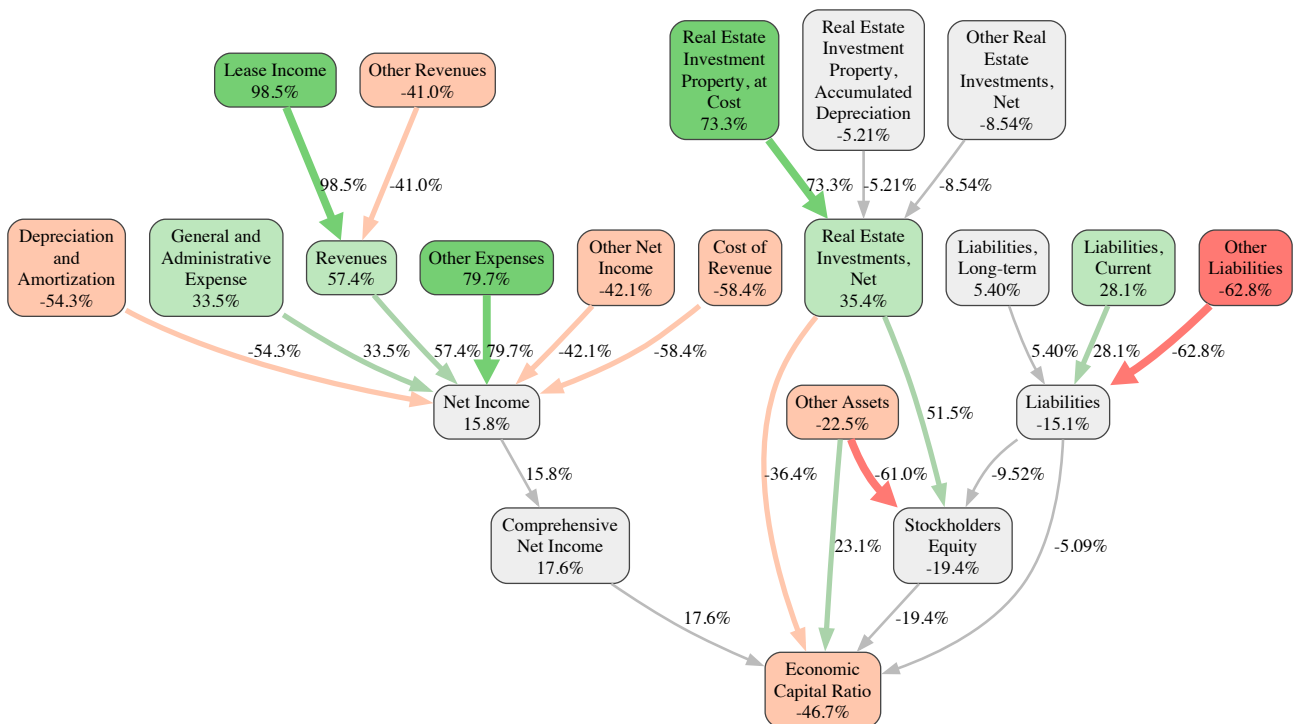 Real Estate
Investment
Property, at
Cost
73.3%
Real Estate
Investment
Property,
Accumulated
Depreciation
-5.21%
Other Real
Estate
Investments,
Net
-8.54%
Lease Income
98.5%
Other Revenues
-41.0%
98.5%
-41.0%
73.3%
-5.21%
-8.54%
Depreciation
and
Amortization
-54.3%
General and
Administrative
Expense
33.5%
Revenues
57.4%
Other Expenses
79.7%
Other Net
Income
-42.1%
Cost of
Revenue
-58.4%
Real Estate
Investments,
Net
35.4%
Liabilities,
Long-term
5.40%
Liabilities,
Current
28.1%
Other
Liabilities
-62.8%
-54.3%
33.5%
57.4%
79.7%
-42.1%
-58.4%
5.40%
28.1%
-62.8%
Net Income
15.8%
Other Assets
-22.5%
51.5%
Liabilities
-15.1%
15.8%
-36.4%
-61.0%
-9.52%
Comprehensive
Net Income
17.6%
23.1%
Stockholders
Equity
-19.4%
-5.09%
17.6%
-19.4%
Economic
Capital Ratio
-46.7%